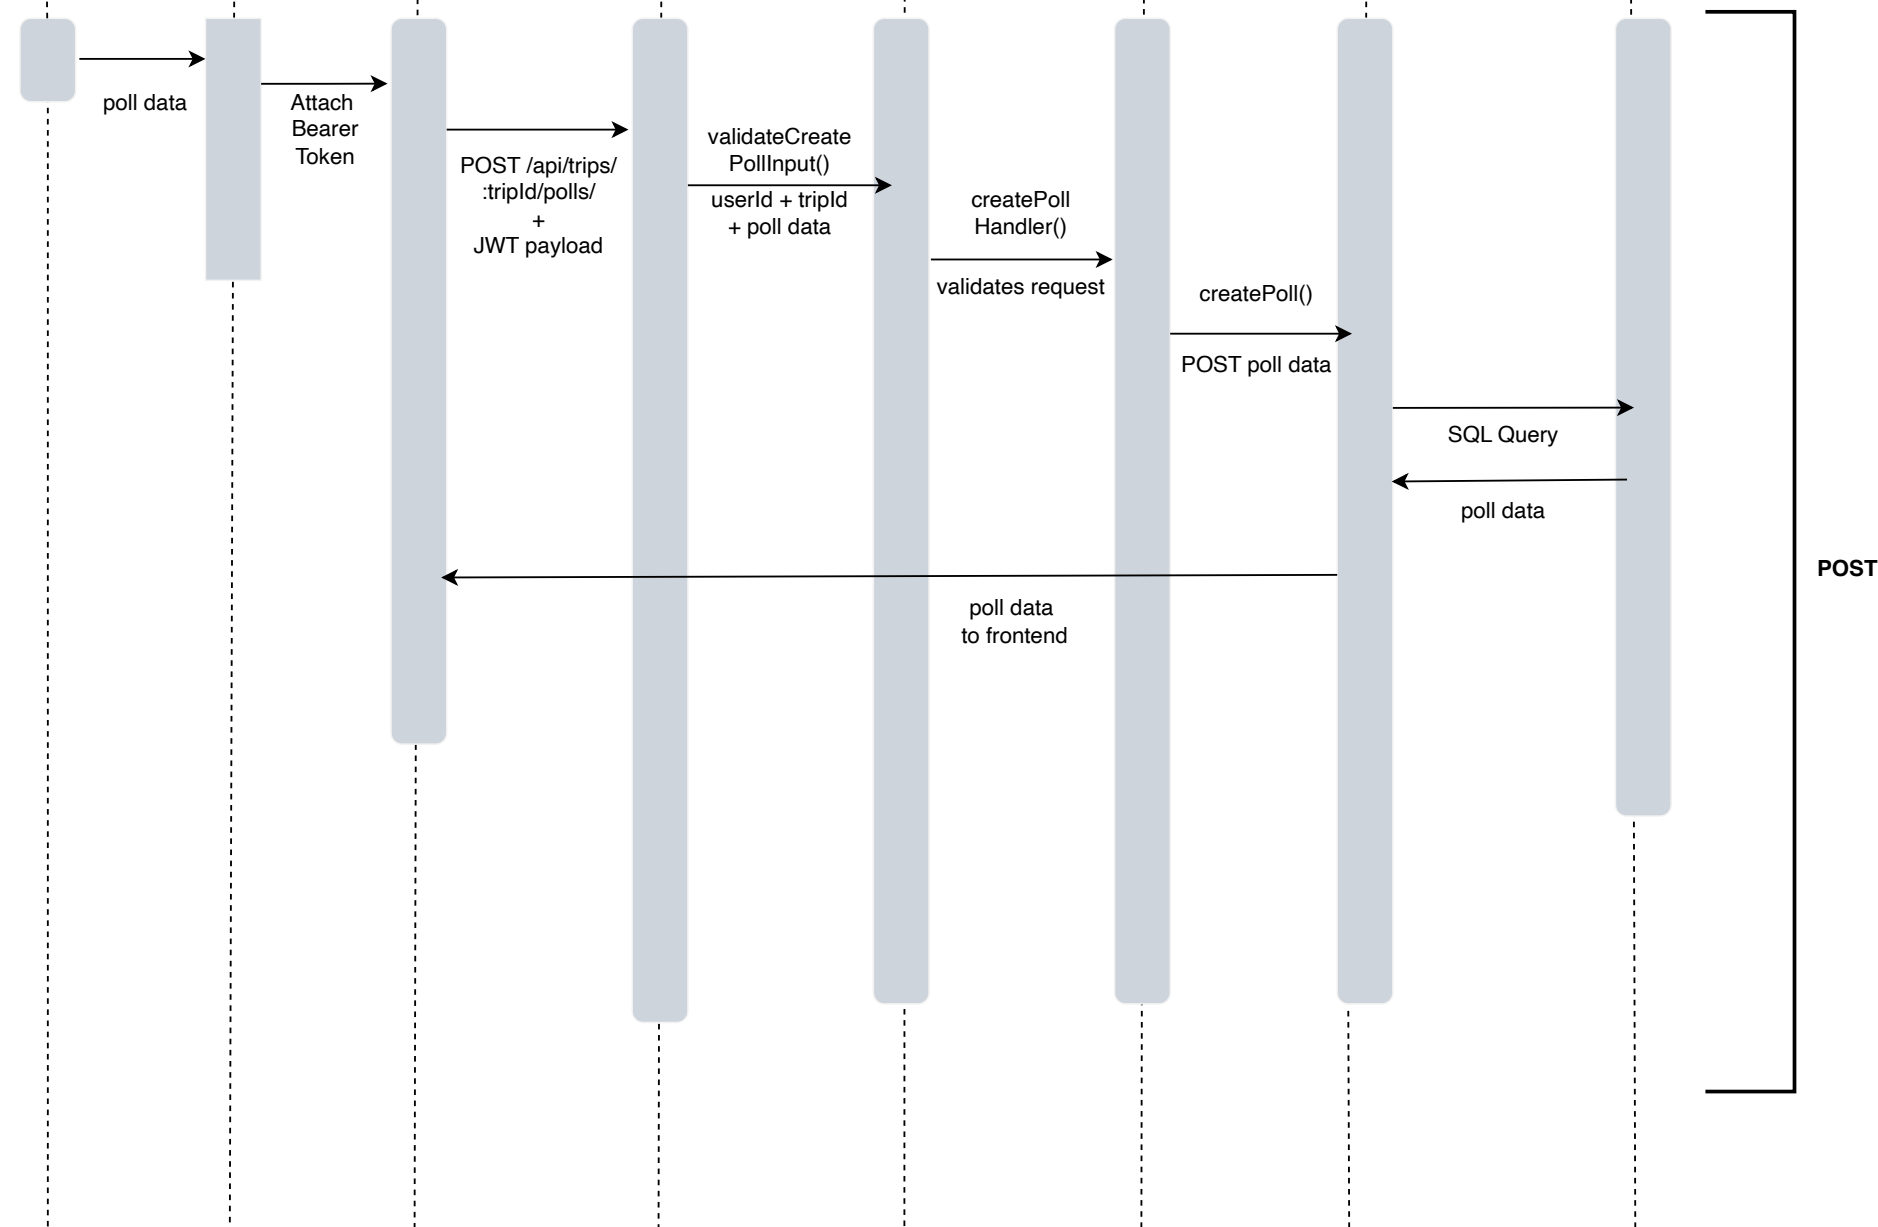 poll data
Attach
Bearer
Token
POST /api/trips/
:tripId/polls/
+
JWT payload
validateCreate
PollInput()
userId + tripId
+ poll data
createPoll
Handler()
validates request
createPoll()
POST poll data
SQL Query
poll data
poll data
to frontend
POST